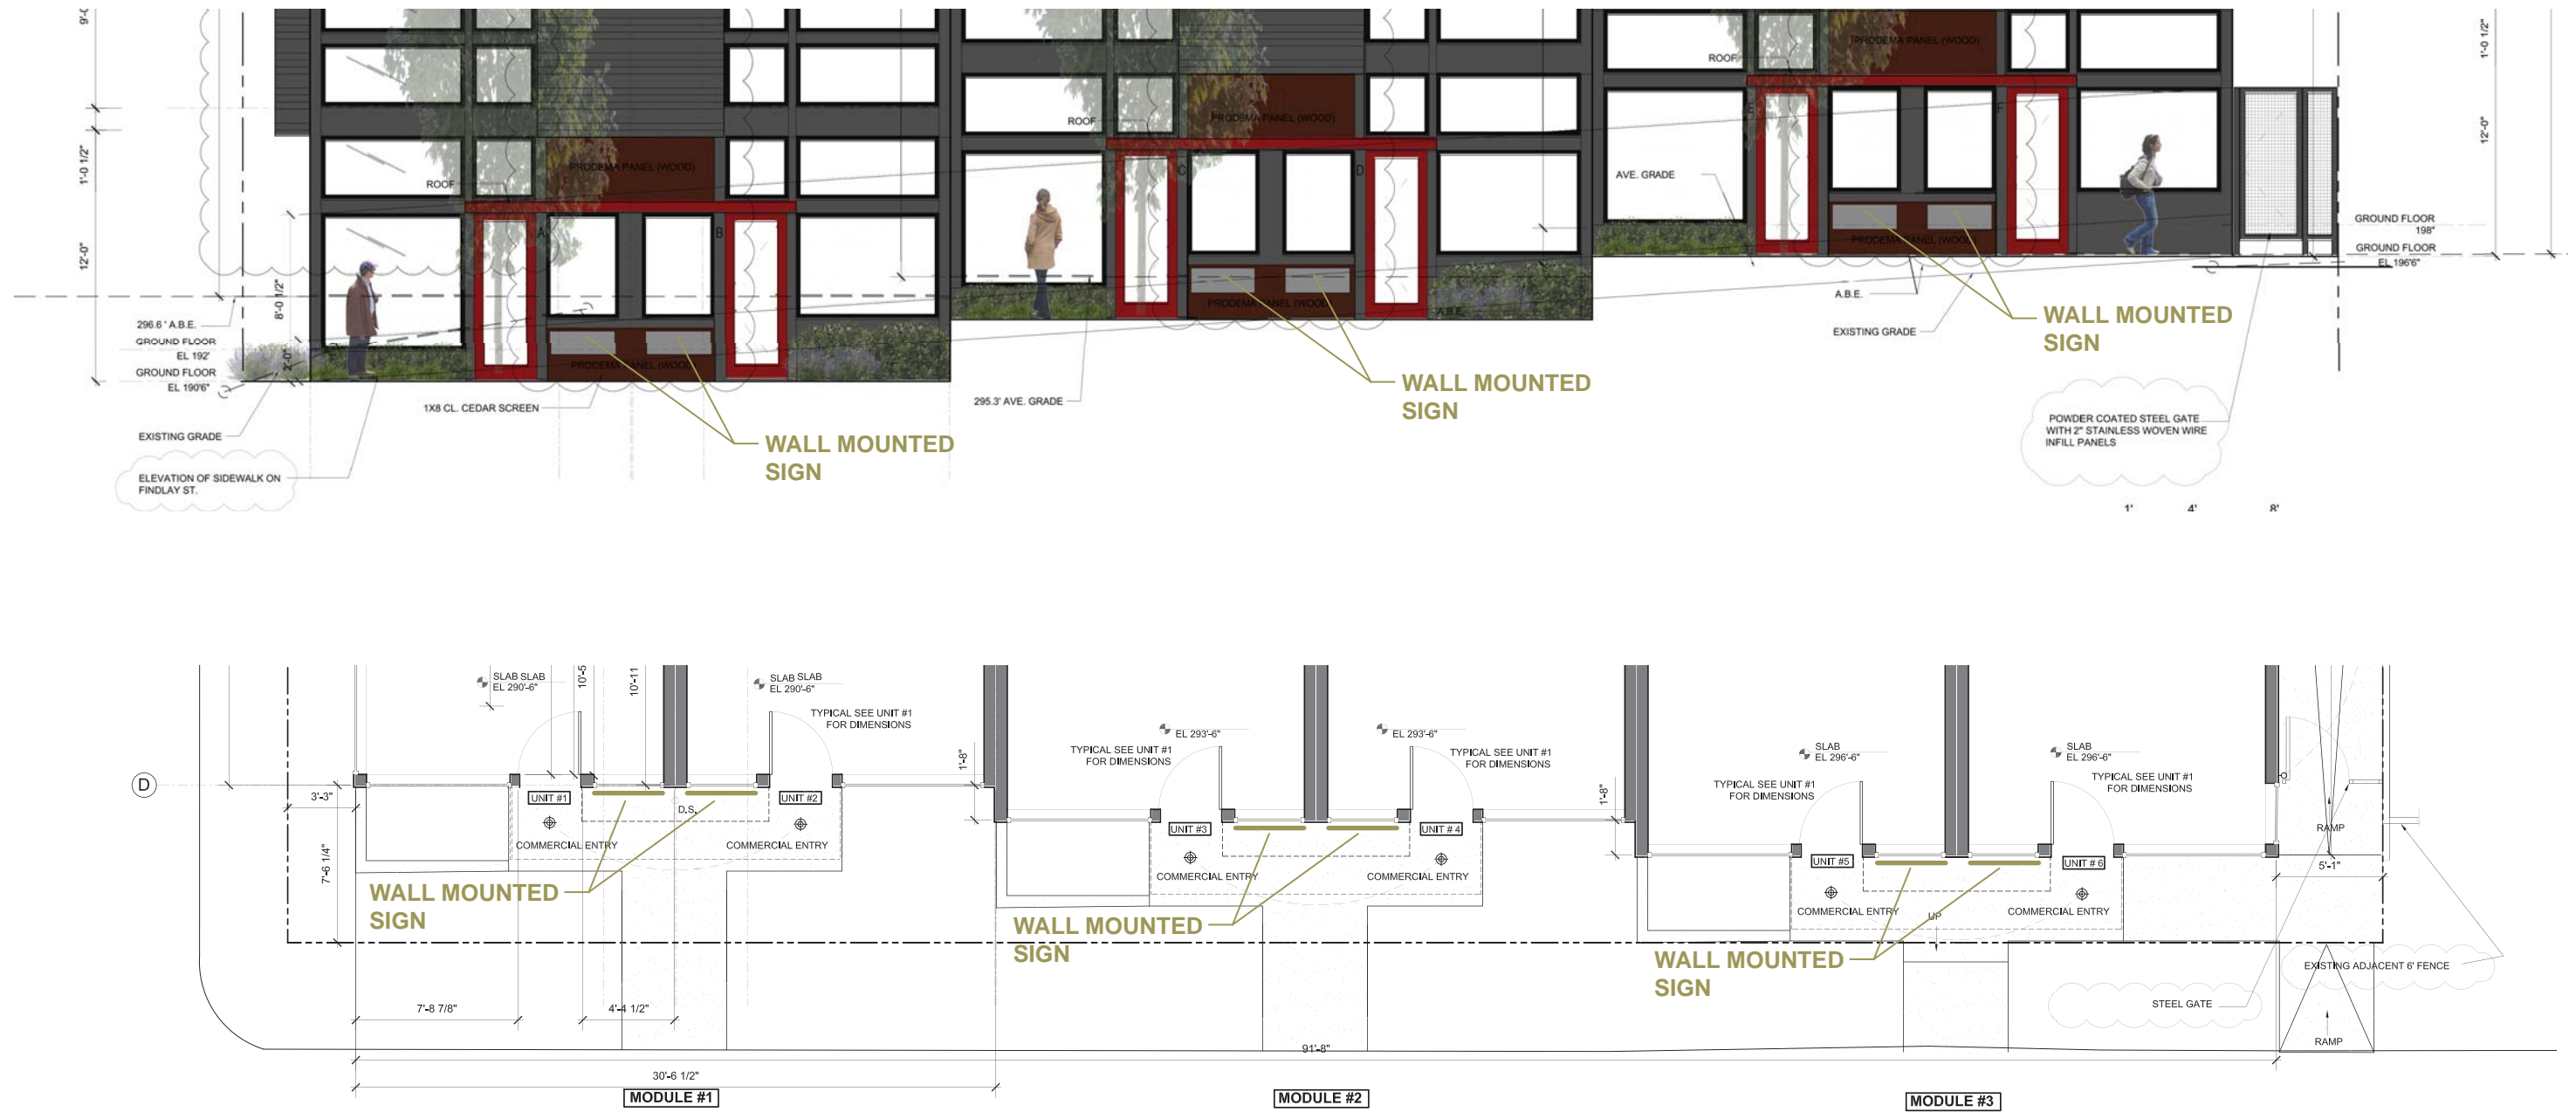 9'-0
1'-0 1/2"
12'-0"
8'-0 1/2"
2'-0"
296.6 ' A.B.E.
GROUND FLOOR
EL 192'
GROUND FLOOR
EL 190'6"
EXISTING GRADE
ELEVATION OF SIDEWALK ON
FINDLAY ST.
ROOF
PRODEMA PANEL (WOOD)
A
B
PRODEMA PANEL (WOOD)
1X8 CL. CEDAR SCREEN
WALL MOUNTED
SIGN
ROOF
PRODEMA PANEL (WOOD)
C
D
PRODEMA PANEL (WOOD)
A.B.E.
295.3' AVE. GRADE
WALL MOUNTED
SIGN
ROOF
PRODEMA PANEL (WOOD)
E
F
AVE. GRADE
PRODEMA PANEL (WOOD)
A.B.E.
EXISTING GRADE
WALL MOUNTED
SIGN
1'-0 1/2"
12'-0"
GROUND FLOOR
198"
GROUND FLOOR
EL 196'6"
POWDER COATED STEEL GATE
WITH 2" STAINLESS WOVEN WIRE
INFILL PANELS
1' 4' 8'
D
3'-3"
7'-6 1/4"
SLAB SLAB
EL 290'-6"
10'-5
10'-11
SLAB SLAB
EL 290'-6"
TYPICAL SEE UNIT #1
FOR DIMENSIONS
1'-8"
UNIT #1
D.S.
UNIT #2
COMMERCIAL ENTRY
COMMERCIAL ENTRY
WALL MOUNTED
SIGN
7'-8 7/8"
4'-4 1/2"
EL 293'-6"
EL 293'-6"
TYPICAL SEE UNIT #1
FOR DIMENSIONS
TYPICAL SEE UNIT #1
FOR DIMENSIONS
1'-8"
UNIT #3
UNIT # 4
COMMERCIAL ENTRY
COMMERCIAL ENTRY
WALL MOUNTED
SIGN
SLAB
EL 296'-6"
SLAB
EL 296'-6"
TYPICAL SEE UNIT #1
FOR DIMENSIONS
TYPICAL SEE UNIT #1
FOR DIMENSIONS
UNIT #5
UNIT # 6
COMMERCIAL ENTRY
UP
COMMERCIAL ENTRY
WALL MOUNTED
SIGN
RAMP
5'-1"
EXISTING ADJACENT 6' FENCE
STEEL GATE
RAMP
91'-8"
30'-6 1/2"
MODULE #1
MODULE #2
MODULE #3